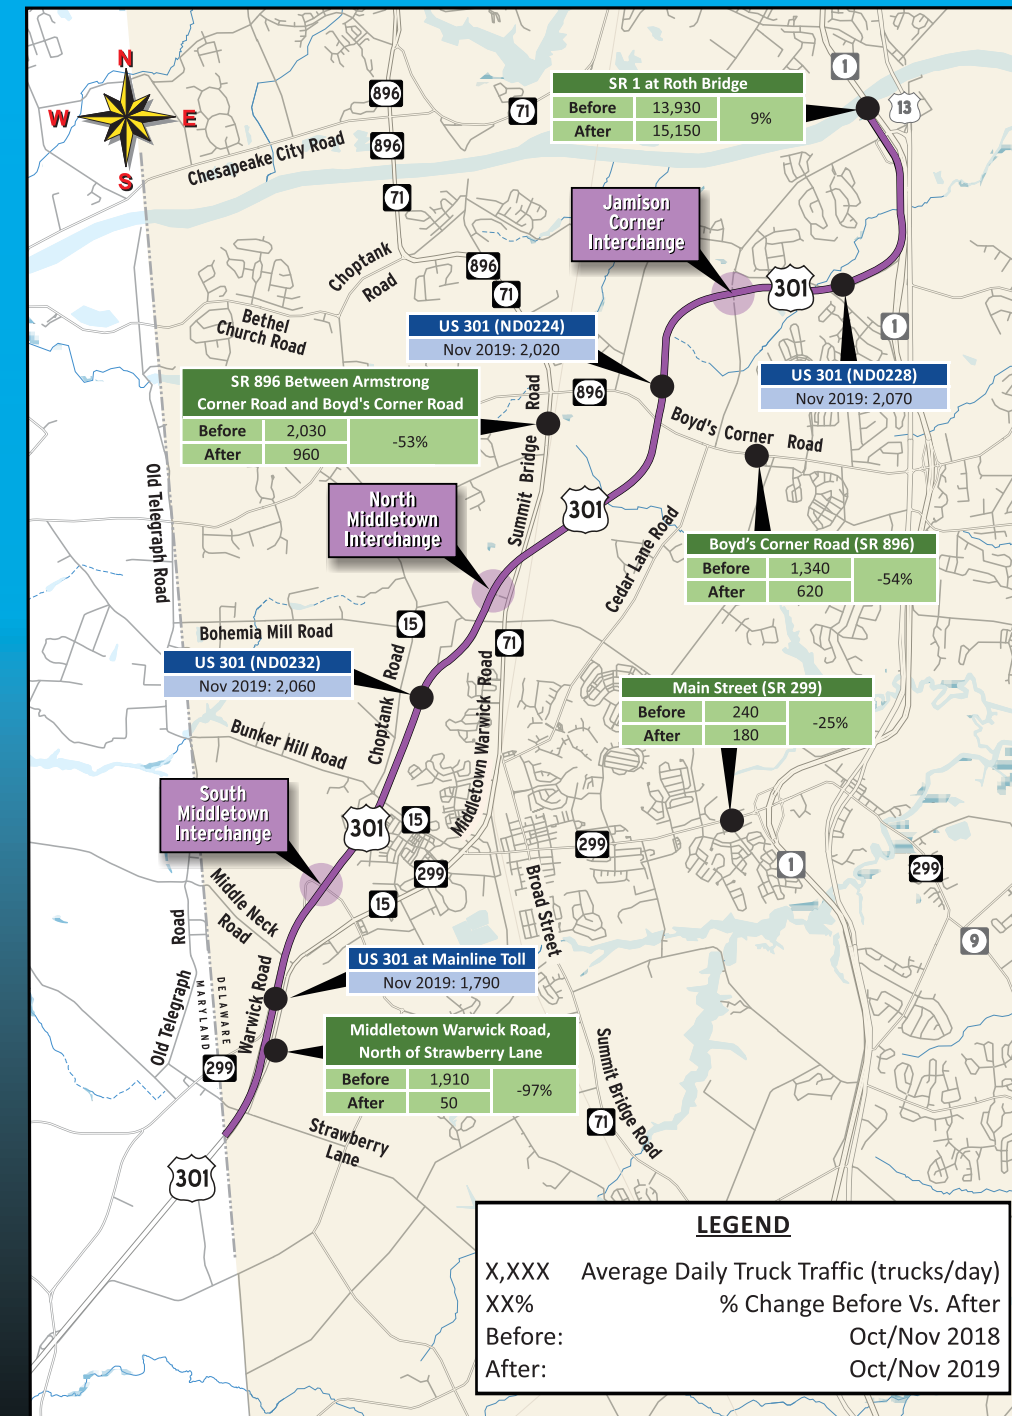 N
W
E
S
896
71
1
13
SR 1 at Roth Bridge
Before 13,930
After 15,150
9%
896
Chesapeake City Road
71
Jamison
Corner
Interchange
Choptank
Road
896
71
301
1
Bethel
Church Road
US 301 (ND0224)
Nov 2019: 2,020
US 301 (ND0228)
Nov 2019: 2,070
SR 896 Between Armstrong
Corner Road and Boyd's Corner Road
Before 2,030
After 960
-53%
896
Summit Bridge Road
Boyd's Corner Road
Old Telegraph Road
North
Middletown
Interchange
301
Cedar Lane Road
Boyd's Corner Road (SR 896)
Before 1,340
After 620
-54%
Bohemia Mill Road
15
71
US 301 (ND0232)
Nov 2019: 2,060
Choptank Road
Middletown Warwick Road
Main Street (SR 299)
Before 240
After 180
-25%
Bunker Hill Road
South
Middletown
Interchange
301
15
299
299
1
299
15
Middle Neck
Road
Broad Street
9
Old Telegraph Road
DELAWARE
MARYLAND
Warwick Road
US 301 at Mainline Toll
Nov 2019: 1,790
Middletown Warwick Road,
North of Strawberry Lane
Before 1,910
After 50
-97%
299
Summit Bridge Road
71
Strawberry
Lane
301
LEGEND
X,XXX Average Daily Truck Traffic (trucks/day)
XX% % Change Before Vs. After
Before: Oct/Nov 2018
After: Oct/Nov 2019